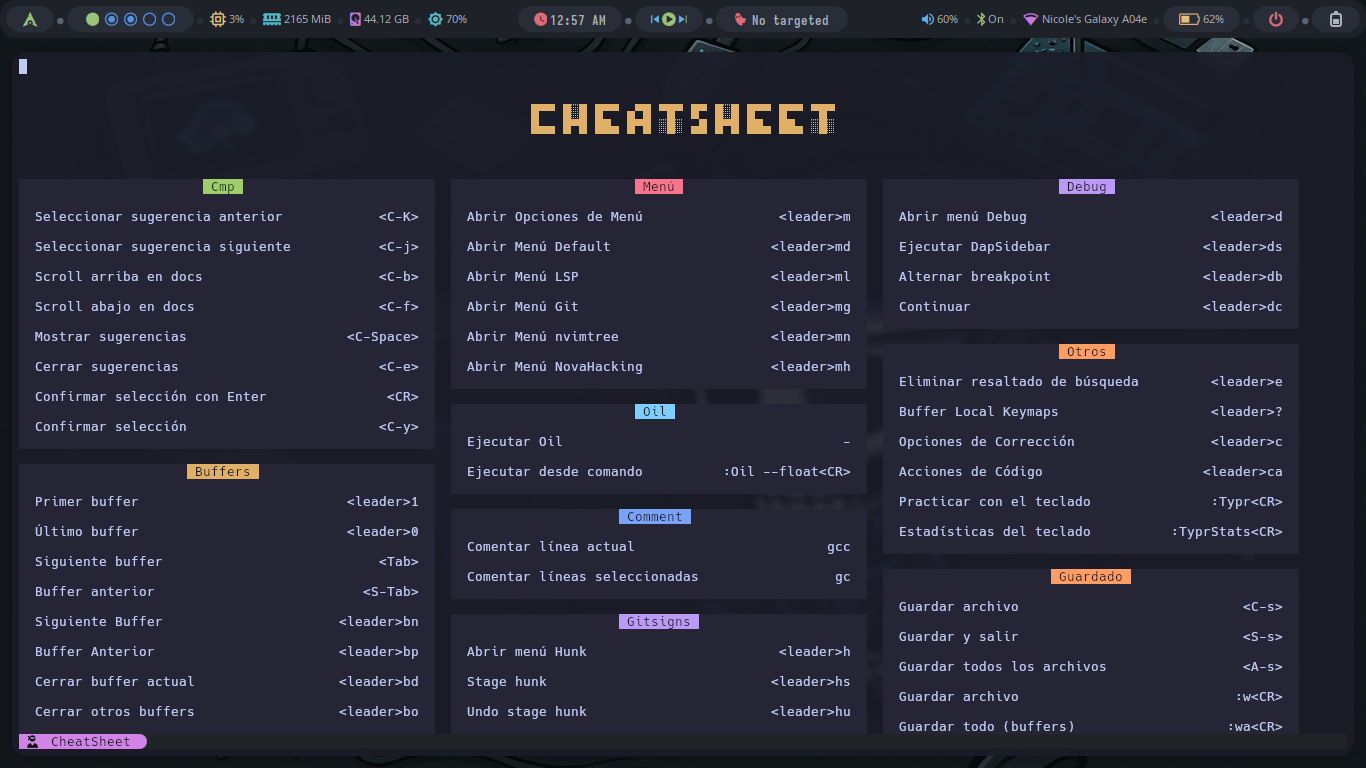 3% 2165 MiB 44.12 GB 70% 12:57 AM No targeted 60% On Nicole's Galaxy A04e 62%
CHEATSHEET
Cmp
Seleccionar sugerencia anterior <C-K>
Seleccionar sugerencia siguiente <C-j>
Scroll arriba en docs <C-b>
Scroll abajo en docs <C-f>
Mostrar sugerencias <C-Space>
Cerrar sugerencias <C-e>
Confirmar selección con Enter <CR>
Confirmar selección <C-y>
Buffers
Primer buffer <leader>1
Último buffer <leader>0
Siguiente buffer <Tab>
Buffer anterior <S-Tab>
Siguiente Buffer <leader>bn
Buffer Anterior <leader>bp
Cerrar buffer actual <leader>bd
Cerrar otros buffers <leader>bo
Menú
Abrir Opciones de Menú <leader>m
Abrir Menú Default <leader>md
Abrir Menú LSP <leader>ml
Abrir Menú Git <leader>mg
Abrir Menú nvimtree <leader>mn
Abrir Menú NovaHacking <leader>mh
Oil
Ejecutar Oil -
Ejecutar desde comando :Oil --float<CR>
Comment
Comentar línea actual gcc
Comentar líneas seleccionadas gc
Gitsigns
Abrir menú Hunk <leader>h
Stage hunk <leader>hs
Undo stage hunk <leader>hu
Debug
Abrir menú Debug <leader>d
Ejecutar DapSidebar <leader>ds
Alternar breakpoint <leader>db
Continuar <leader>dc
Otros
Eliminar resaltado de búsqueda <leader>e
Buffer Local Keymaps <leader>?
Opciones de Corrección <leader>c
Acciones de Código <leader>ca
Practicar con el teclado :Typr<CR>
Estadísticas del teclado :TyprStats<CR>
Guardado
Guardar archivo <C-s>
Guardar y salir <S-s>
Guardar todos los archivos <A-s>
Guardar archivo :w<CR>
Guardar todo (buffers) :wa<CR>
CheatSheet